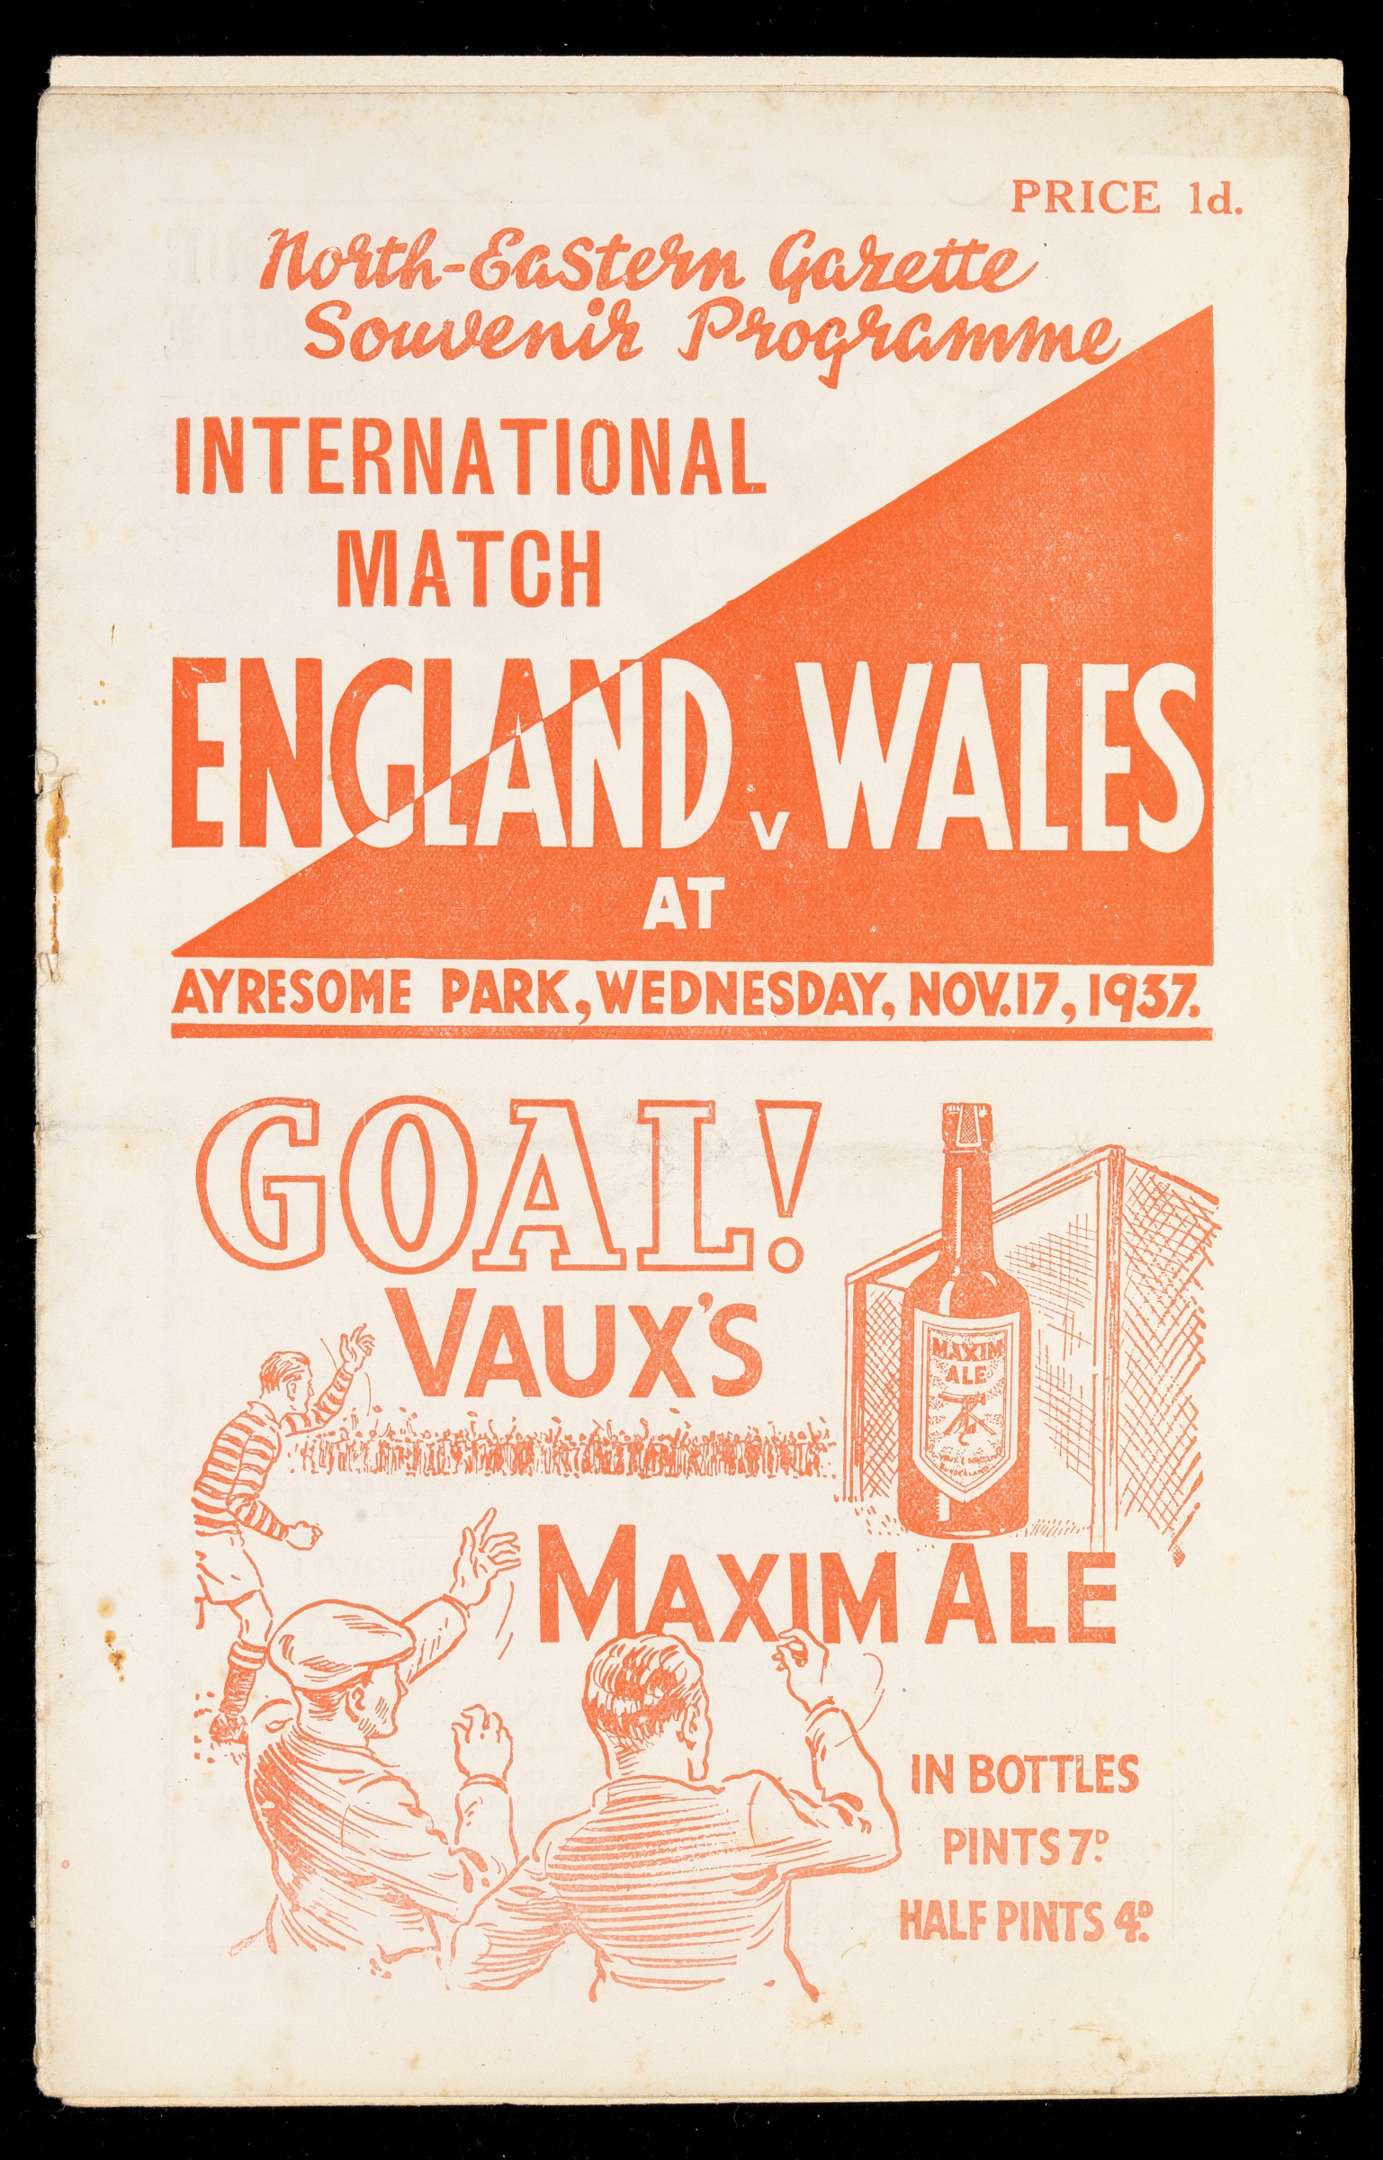 PRICE 1d.
North-Eastern Gazette
Souvenir Programme
INTERNATIONAL
MATCH
ENGLAND v WALES
AT
AYRESOME PARK, WEDNESDAY, NOV. 17, 1937.
GOAL!
VAUX'S
MAXIM
ALE
MAXIM ALE
IN BOTTLES
PINTS 7D.
HALF PINTS 4D.